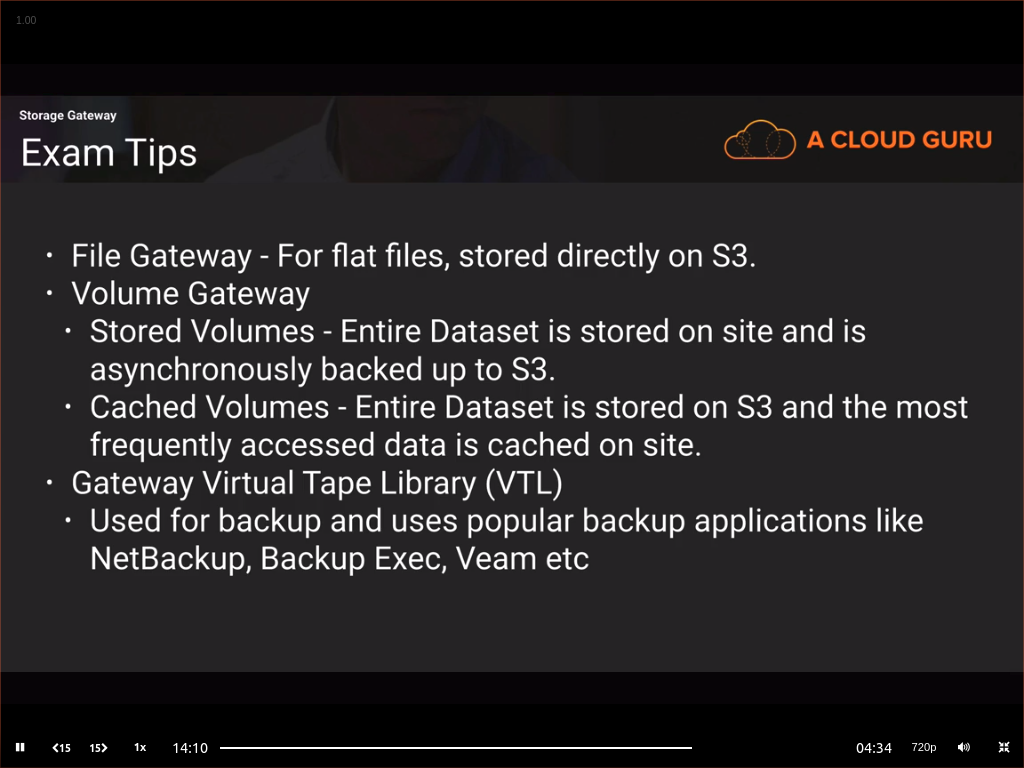 1.00
Storage Gateway
Exam Tips
A CLOUD GURU
• File Gateway - For flat files, stored directly on S3.
• Volume Gateway
• Stored Volumes - Entire Dataset is stored on site and is
asynchronously backed up to S3.
• Cached Volumes - Entire Dataset is stored on S3 and the most
frequently accessed data is cached on site.
• Gateway Virtual Tape Library (VTL)
• Used for backup and uses popular backup applications like
NetBackup, Backup Exec, Veam etc
15 15 1x 14:10 04:34 720p